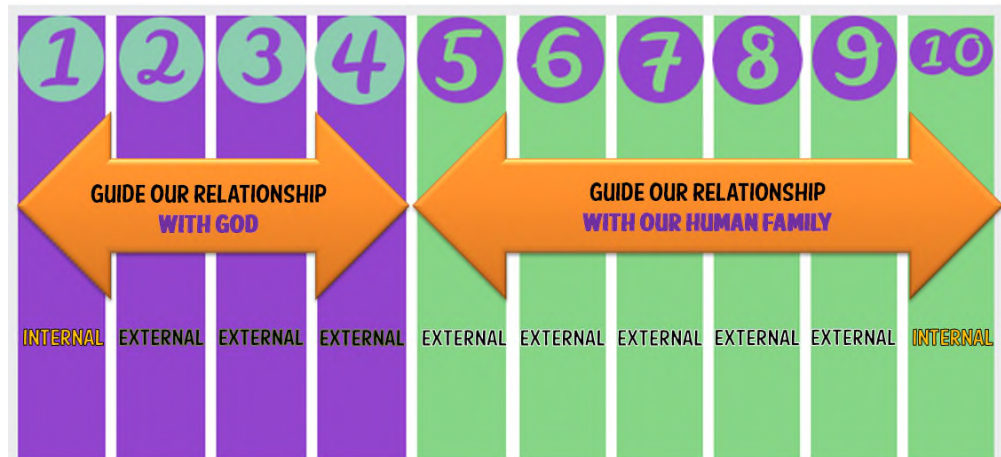 1 2 3 4 5 6 7 8 9 10
GUIDE OUR RELATIONSHIP
WITH GOD
GUIDE OUR RELATIONSHIP
WITH OUR HUMAN FAMILY
INTERNAL EXTERNAL EXTERNAL EXTERNAL EXTERNAL EXTERNAL EXTERNAL EXTERNAL EXTERNAL INTERNAL